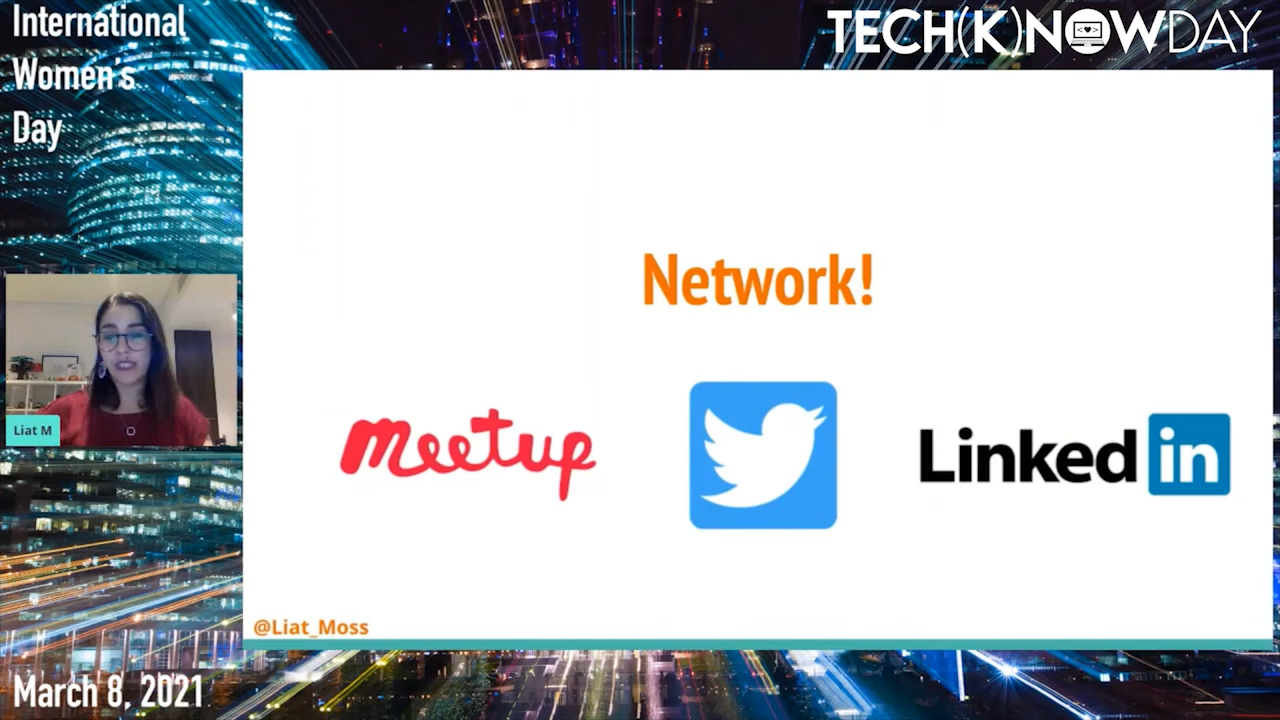 International
Women's
Day
TECH(K)NOWDAY
Network!
meetup
Linked in
Liat M
@Liat_Moss
March 8, 2021